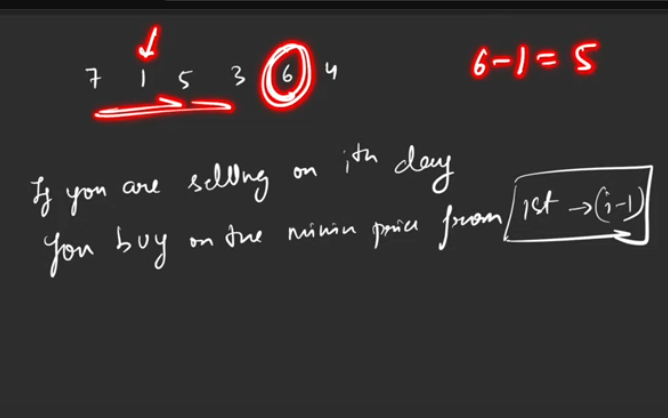 7 1 5 3 6 4
6-1=5
If you are selling on ith day
You buy on the minim price from 1st → (i-1)